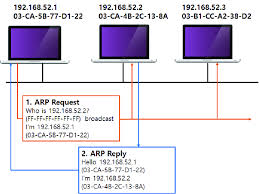 192.168.52.1
03-CA-5B-77-D1-22
192.168.52.2
03-CA-4B-2C-13-8A
192.168.52.3
03-B1-CC-A2-38-D2
1. ARP Request
Who is 192.168.52.2?
(FF-FF-FF-FF-FF) broadcast
I'm 192.168.52.1
(03-CA-5B-77-D1-22)
2. ARP Reply
Hello 192.168.52.1
(03-CA-5B-77-D1-22)
I'm 192.168.52.2
(03-CA-4B-2C-13-8A)